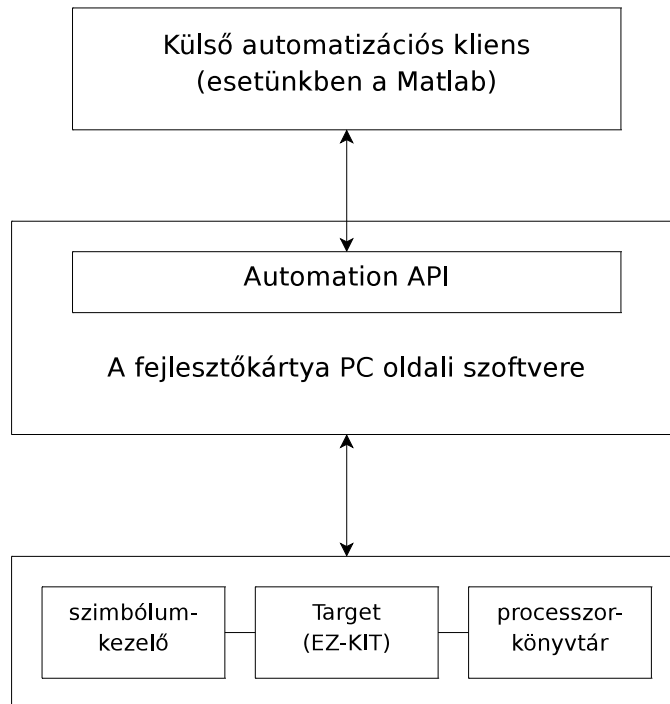 Külső automatizációs kliens
(esetünkben a Matlab)
Automation API
A fejlesztőkártya PC oldali szoftvere
szimbólum-
kezelő
Target
(EZ-KIT)
processzor-
könyvtár